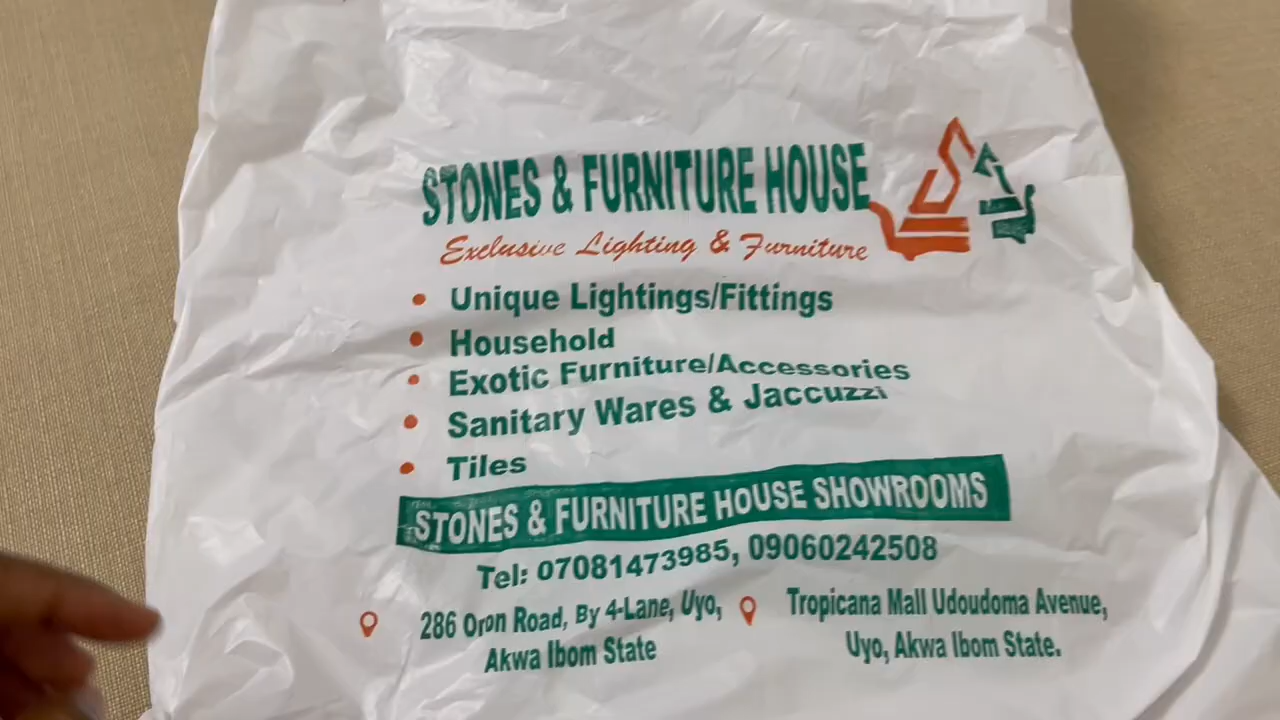 STONES & FURNITURE HOUSE
Exclusive Lighting & Furniture
• Unique Lightings/Fittings
• Household
• Exotic Furniture/Accessories
• Sanitary Wares & Jaccuzzi
• Tiles
STONES & FURNITURE HOUSE SHOWROOMS
Tel: 07081473985, 09060242508
286 Oron Road, By 4-Lane, Uyo,
Akwa Ibom State
Tropicana Mall Udoudoma Avenue,
Uyo, Akwa Ibom State.